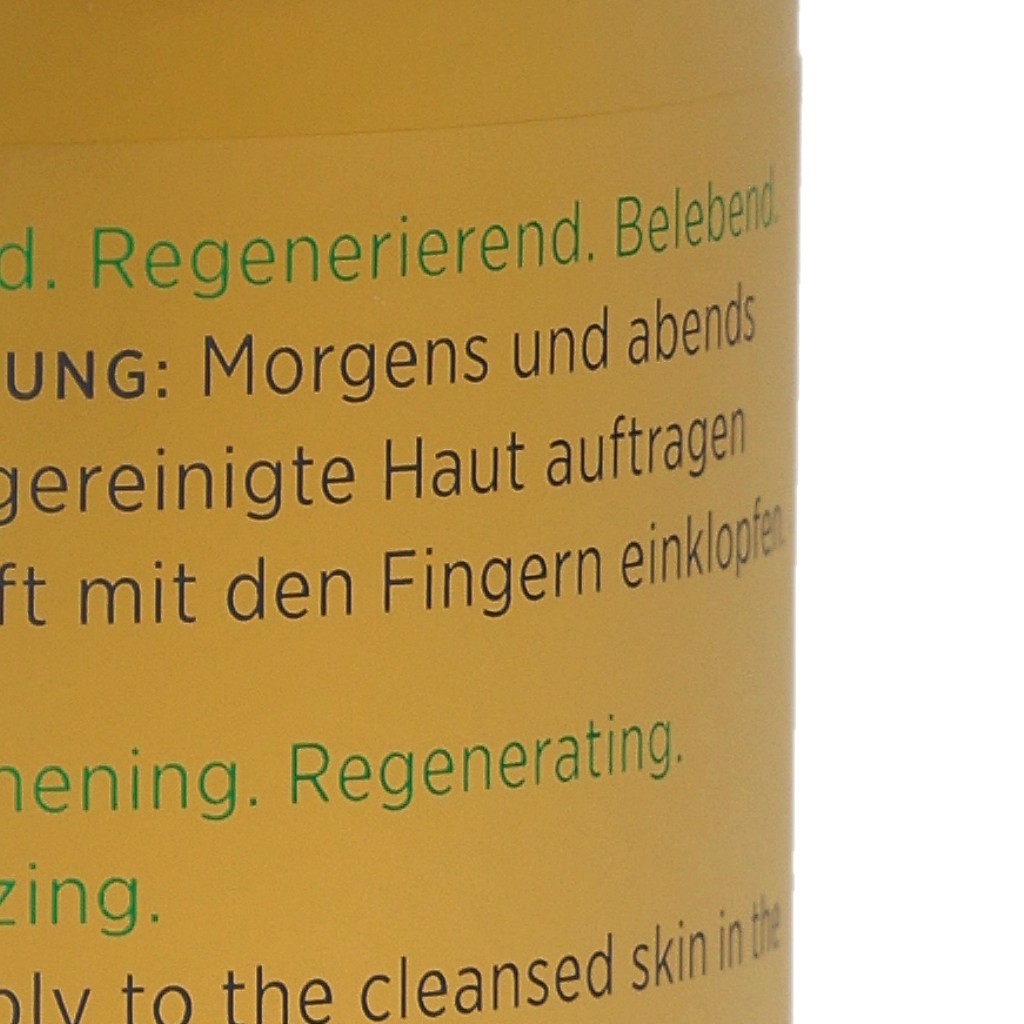 d. Regenerierend. Belebend.
UNG: Morgens und abends
gereinigte Haut auftragen
ft mit den Fingern einklopfen.
hening. Regenerating.
zing.
ply to the cleansed skin in the